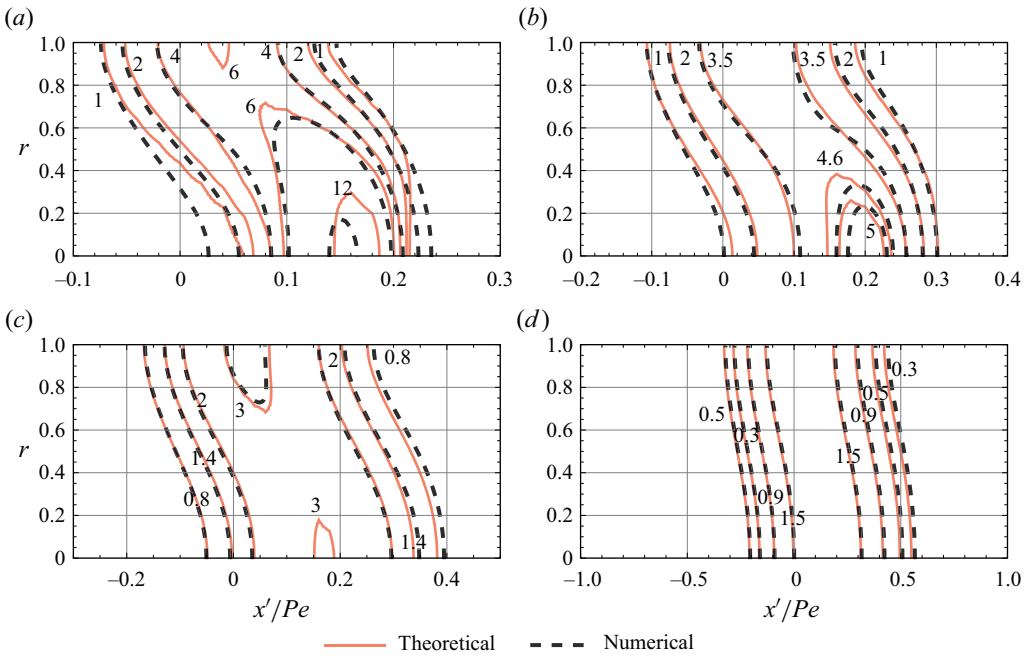 (a)
(b)
1.0 0.8 0.6 0.4 0.2 0
r
1 2 4 6 4 2 1
6
12
–0.1 0 0.1 0.2 0.3
1.0 0.8 0.6 0.4 0.2 0
1 2 3.5 3.5 2 1
4.6
5
–0.2 –0.1 0 0.1 0.2 0.3 0.4
(c)
(d)
1.0 0.8 0.6 0.4 0.2 0
r
2 0.8
3 2
1.4
0.8 3
1.4
–0.2 0 0.2 0.4
x′/Pe
1.0 0.8 0.6 0.4 0.2 0
0.3
0.5 0.5
0.3 0.9
1.5
0.9
1.5
–1.0 –0.5 0 0.5 1.0
x′/Pe
Theoretical
Numerical